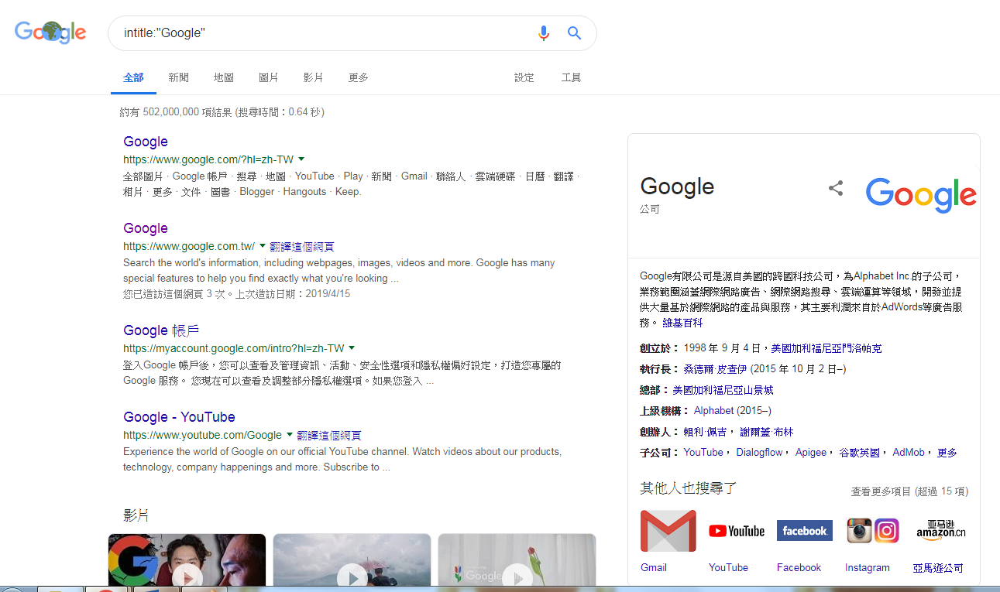 Google
intitle:"Google"
全部 新聞 地圖 圖片 影片 更多 設定 工具
約有 502,000,000 項結果 (搜尋時間：0.64 秒)
Google
https://www.google.com/?hl=zh-TW
全部圖片 · Google 帳戶 · 搜尋 · 地圖 · YouTube · Play · 新聞 · Gmail · 聯絡人 · 雲端硬碟 · 日曆 · 翻譯 ·
相片 · 更多 · 文件 · 圖書 · Blogger · Hangouts · Keep.
Google
https://www.google.com.tw/ 翻譯這個網頁
Search the world's information, including webpages, images, videos and more. Google has many
special features to help you find exactly what you're looking ...
您已造訪這個網頁 3 次。上次造訪日期：2019/4/15
Google 帳戶
https://myaccount.google.com/intro?hl=zh-TW
登入Google 帳戶後，您可以查看及管理資訊、活動、安全性選項和隱私權偏好設定，打造您專屬的
Google 服務。 您現在可以查看及調整部分隱私權選項。如果您登入 ...
Google - YouTube
https://www.youtube.com/Google 翻譯這個網頁
Experience the world of Google on our official YouTube channel. Watch videos about our products,
technology, company happenings and more. Subscribe to ...
影片
Google
Google
公司
Google
Google有限公司是源自美國的跨國科技公司，為Alphabet Inc.的子公司，
業務範圍涵蓋網際網路廣告、網際網路搜尋、雲端運算等領域，開發並提
供大量基於網際網路的產品與服務，其主要利潤來自於AdWords等廣告服
務。 維基百科
創立於： 1998 年 9 月 4 日，美國加利福尼亞門洛帕克
執行長： 桑德爾·皮查伊 (2015 年 10 月 2 日–)
總部： 美國加利福尼亞山景城
上級機構： Alphabet (2015–)
創辦人： 賴利·佩吉， 謝爾蓋·布林
子公司： YouTube， Dialogflow， Apigee， 谷歌英國， AdMob， 更多
其他人也搜尋了 查看更多項目 (超過 15 項)
YouTube facebook 亚马逊
amazon.cn
Gmail YouTube Facebook Instagram 亞馬遜公司